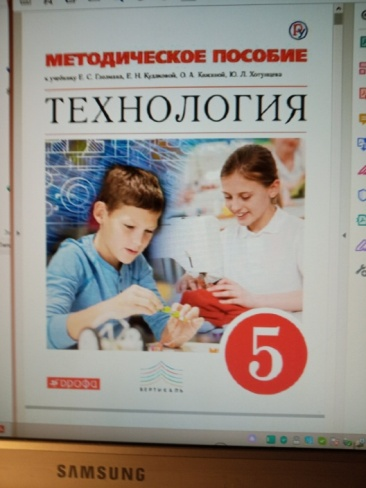 МЕТОДИЧЕСКОЕ ПОСОБИЕ
к учебнику Е. С. Глозмана, Е. Н. Кудаковой, О. А. Кожиной, Ю. Л. Хотунцева
ТЕХНОЛОГИЯ
5
дрофа
ВЕРТИКАЛЬ
SAMSUNG